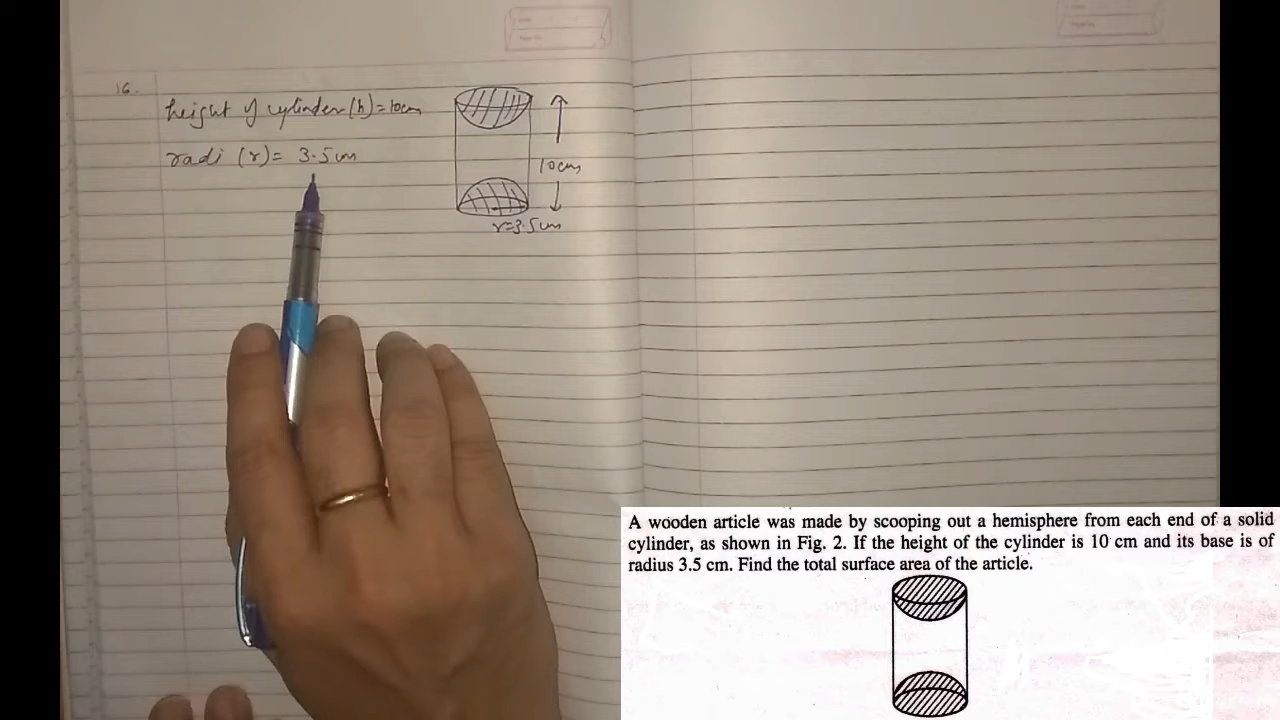 16.
height of cylinder (h) = 10cm
radi (r) = 3.5cm
10cm
r=3.5cm
A wooden article was made by scooping out a hemisphere from each end of a solid
cylinder, as shown in Fig. 2. If the height of the cylinder is 10 cm and its base is of
radius 3.5 cm. Find the total surface area of the article.